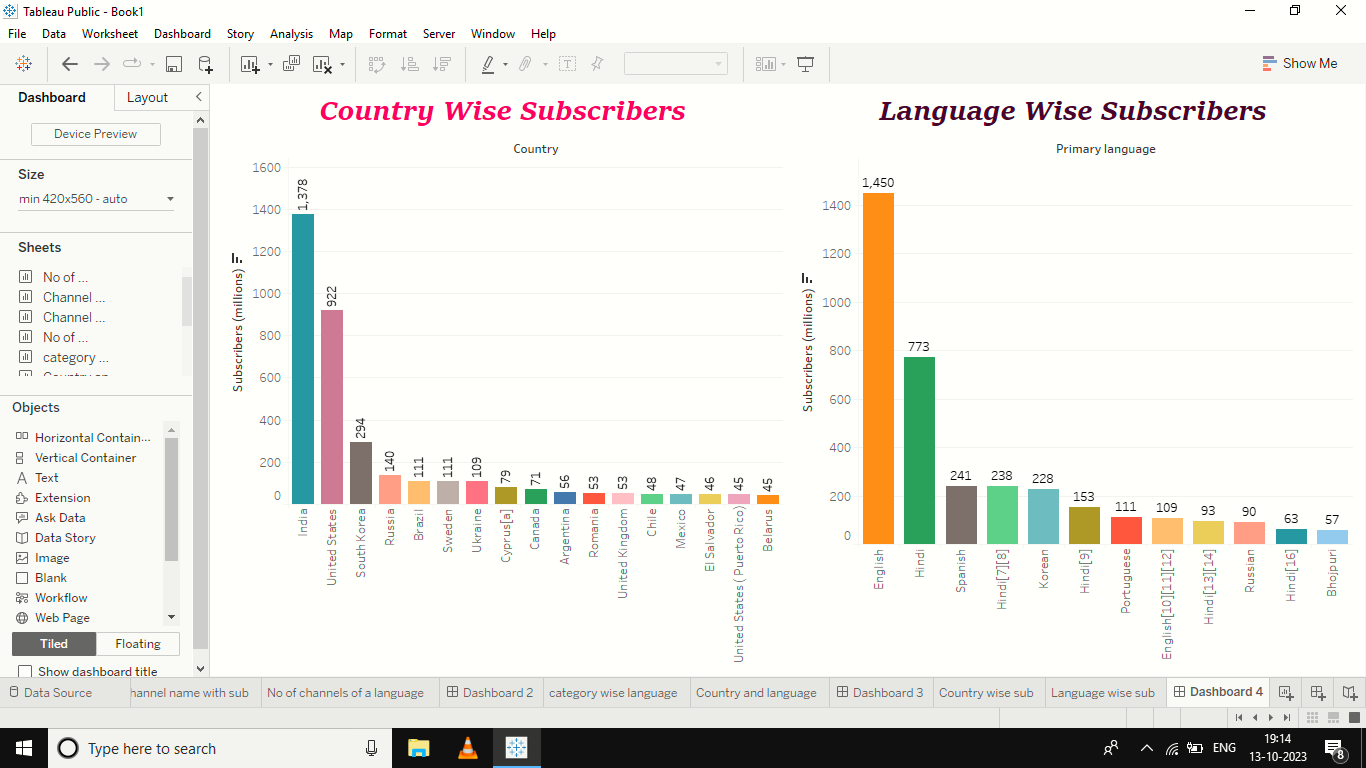 Tableau Public - Book1
File Data Worksheet Dashboard Story Analysis Map Format Server Window Help
Show Me
Dashboard Layout
Device Preview
Size
min 420x560 - auto
Sheets
No of ...
Channel ...
Channel ...
No of ...
category ...
Objects
Horizontal Contain...
Vertical Container
Text
Extension
Ask Data
Data Story
Image
Blank
Workflow
Web Page
Tiled Floating
Show dashboard title
Country Wise Subscribers
Country
Subscribers (millions)
1600
1400
1200
1000
800
600
400
200
0
1,378
922
294
140
111
111
109
79
71
56
53
53
48
47
46
45
45
India
United States
South Korea
Russia
Brazil
Sweden
Ukraine
Cyprus[a]
Canada
Argentina
Romania
United Kingdom
Chile
Mexico
El Salvador
United States ( Puerto Rico)
Belarus
Language Wise Subscribers
Primary language
Subscribers (millions)
1400
1200
1000
800
600
400
200
0
1,450
773
241
238
228
153
111
109
93
90
63
57
English
Hindi
Spanish
Hindi[7][8]
Korean
Hindi[9]
Portuguese
English[10][11][12]
Hindi[13][14]
Russian
Hindi[16]
Bhojpuri
Data Source hannel name with sub No of channels of a language Dashboard 2 category wise language Country and language Dashboard 3 Country wise sub Language wise sub Dashboard 4
Type here to search
ENG
19:14
13-10-2023
8